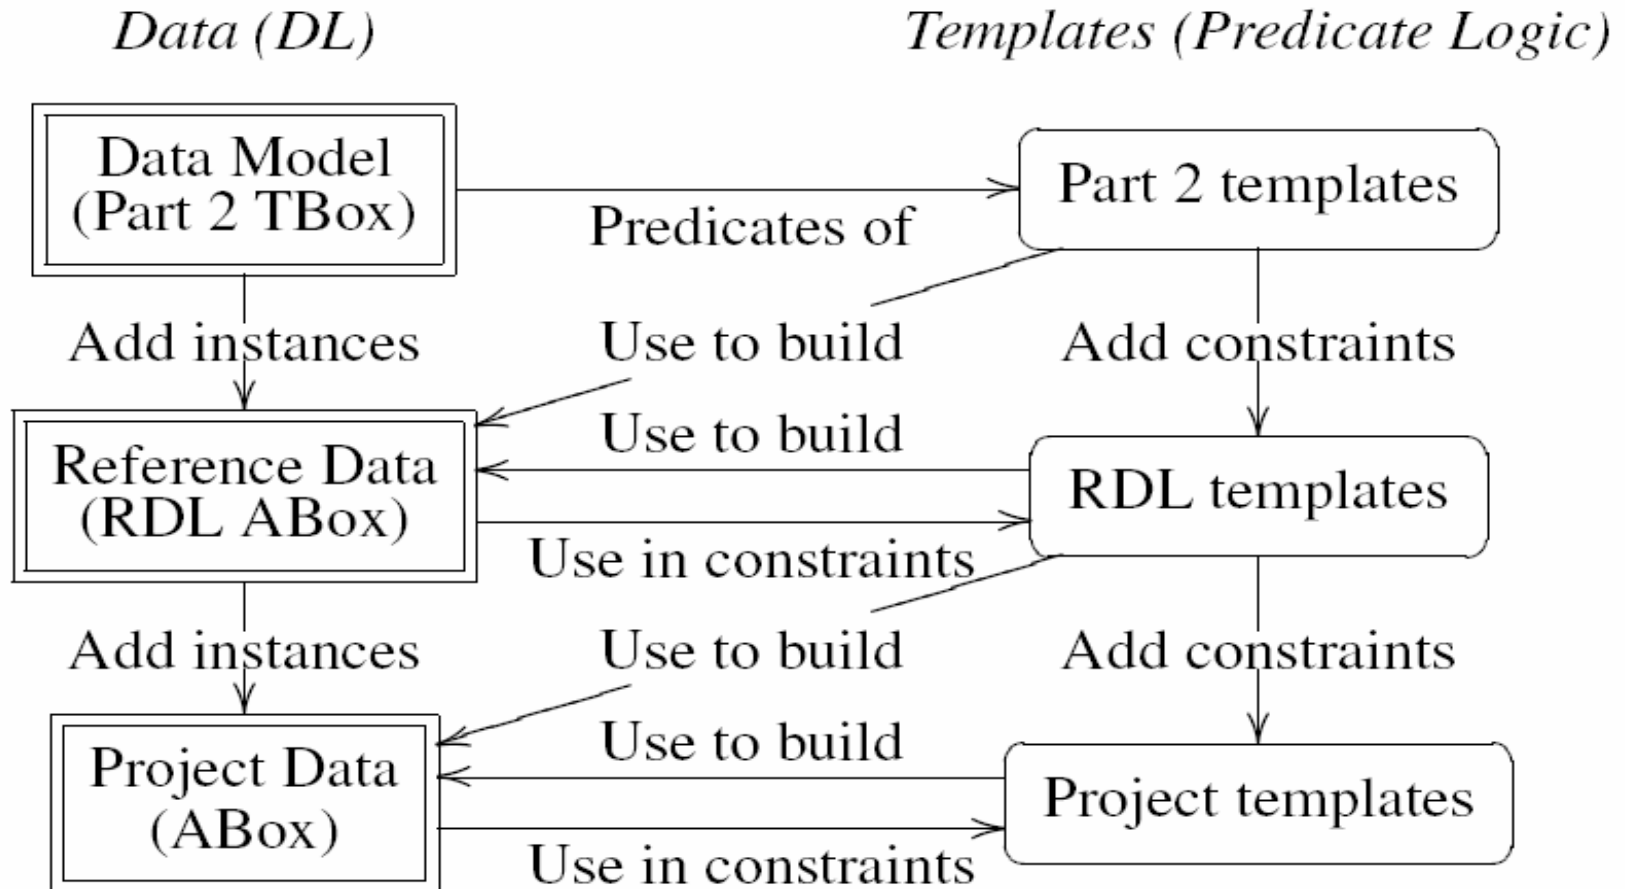 Data (DL)
Templates (Predicate Logic)
Data Model
(Part 2 TBox)
Part 2 templates
Predicates of
Add instances
Use to build
Add constraints
Use to build
Reference Data
(RDL ABox)
RDL templates
Use in constraints
Add instances
Use to build
Add constraints
Use to build
Project Data
(ABox)
Project templates
Use in constraints